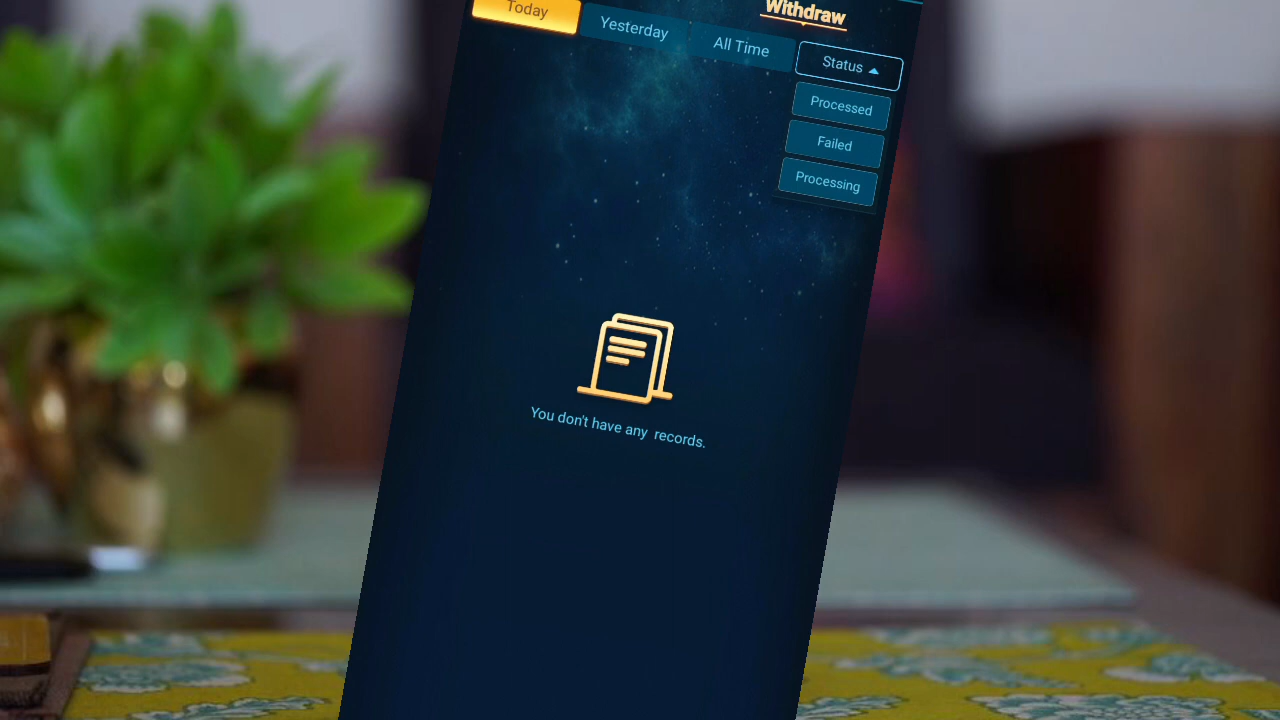 Withdraw
Today
Yesterday
All Time
Status
Processed
Failed
Processing
You don't have any records.